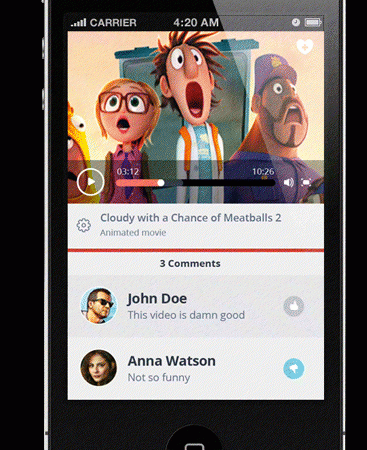 CARRIER 4:20 AM
03:12 10:26
Cloudy with a Chance of Meatballs 2
Animated movie
3 Comments
John Doe
This video is damn good
Anna Watson
Not so funny